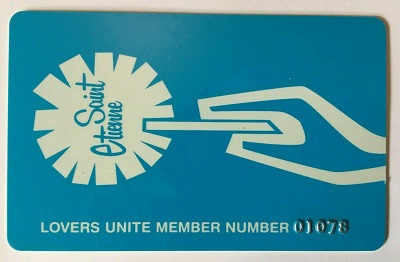 Saint
etienne
LOVERS UNITE MEMBER NUMBER 01078